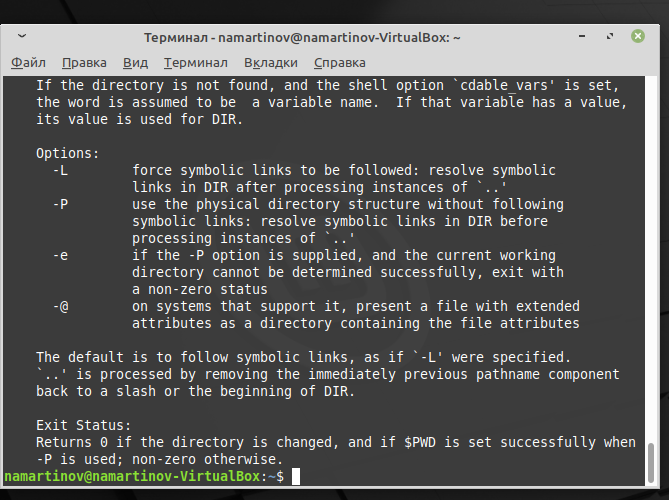 Терминал - namartinov@namartinov-VirtualBox: ~
Файл Правка Вид Терминал Вкладки Справка
If the directory is not found, and the shell option `cdable_vars' is set,
the word is assumed to be  a variable name.  If that variable has a value,
its value is used for DIR.
Options:
-L        force symbolic links to be followed: resolve symbolic
links in DIR after processing instances of `..'
-P        use the physical directory structure without following
symbolic links: resolve symbolic links in DIR before
processing instances of `..'
-e        if the -P option is supplied, and the current working
directory cannot be determined successfully, exit with
a non-zero status
-@        on systems that support it, present a file with extended
attributes as a directory containing the file attributes
The default is to follow symbolic links, as if `-L' were specified.
`..' is processed by removing the immediately previous pathname component
back to a slash or the beginning of DIR.
Exit Status:
Returns 0 if the directory is changed, and if $PWD is set successfully when
-P is used; non-zero otherwise.
namartinov@namartinov-VirtualBox:~$